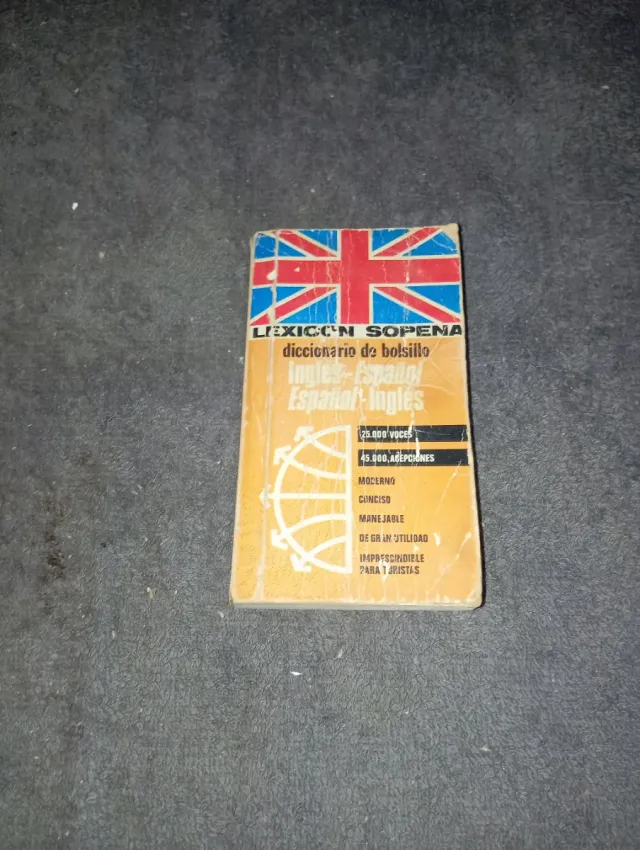 LEXICON SOPENA
diccionario de bolsillo
Inglés-Español
Español-Inglés
25.000 VOCES
45.000 ACEPCIONES
MODERNO
CONCISO
MANEJABLE
DE GRAN UTILIDAD
IMPRESCINDIBLE
PARA TURISTAS